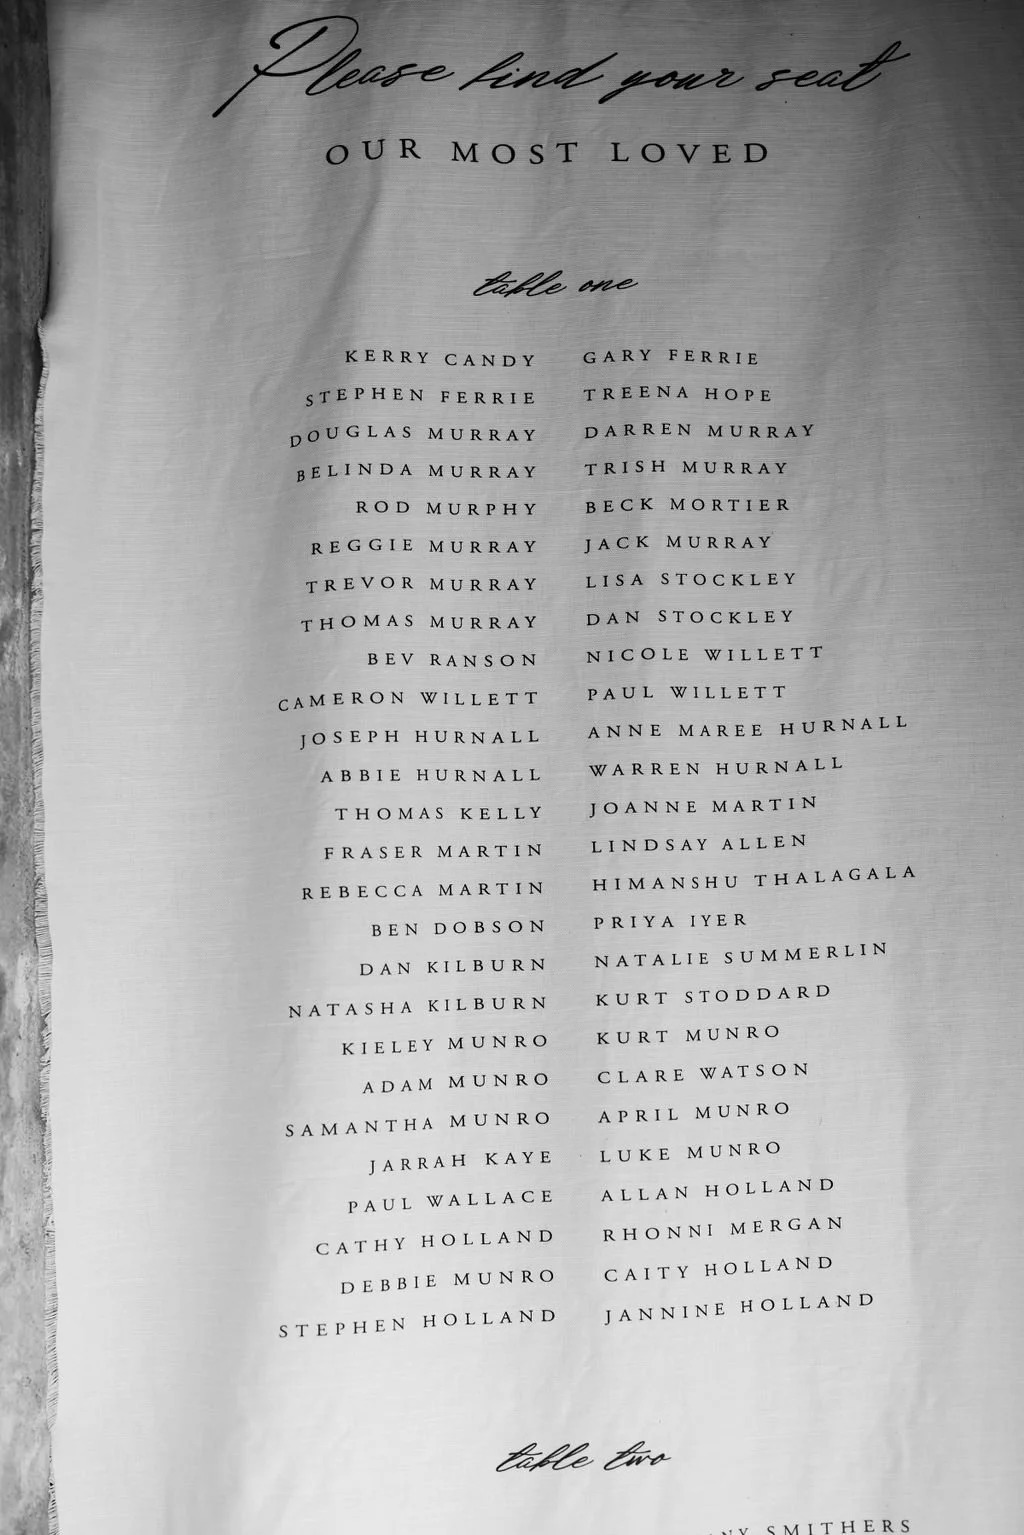 Please find your seat
OUR MOST LOVED
table one
KERRY CANDY GARY FERRIE
STEPHEN FERRIE TREENA HOPE
DOUGLAS MURRAY DARREN MURRAY
BELINDA MURRAY TRISH MURRAY
ROD MURPHY BECK MORTIER
REGGIE MURRAY JACK MURRAY
TREVOR MURRAY LISA STOCKLEY
THOMAS MURRAY DAN STOCKLEY
BEV RANSON NICOLE WILLETT
CAMERON WILLETT PAUL WILLETT
JOSEPH HURNALL ANNE MAREE HURNALL
ABBIE HURNALL WARREN HURNALL
THOMAS KELLY JOANNE MARTIN
FRASER MARTIN LINDSAY ALLEN
REBECCA MARTIN HIMANSHU THALAGALA
BEN DOBSON PRIYA IYER
DAN KILBURN NATALIE SUMMERLIN
NATASHA KILBURN KURT STODDARD
KIELEY MUNRO KURT MUNRO
ADAM MUNRO CLARE WATSON
SAMANTHA MUNRO APRIL MUNRO
JARRAH KAYE LUKE MUNRO
PAUL WALLACE ALLAN HOLLAND
CATHY HOLLAND RHONNI MERGAN
DEBBIE MUNRO CAITY HOLLAND
STEPHEN HOLLAND JANNINE HOLLAND
table two
SMITHERS